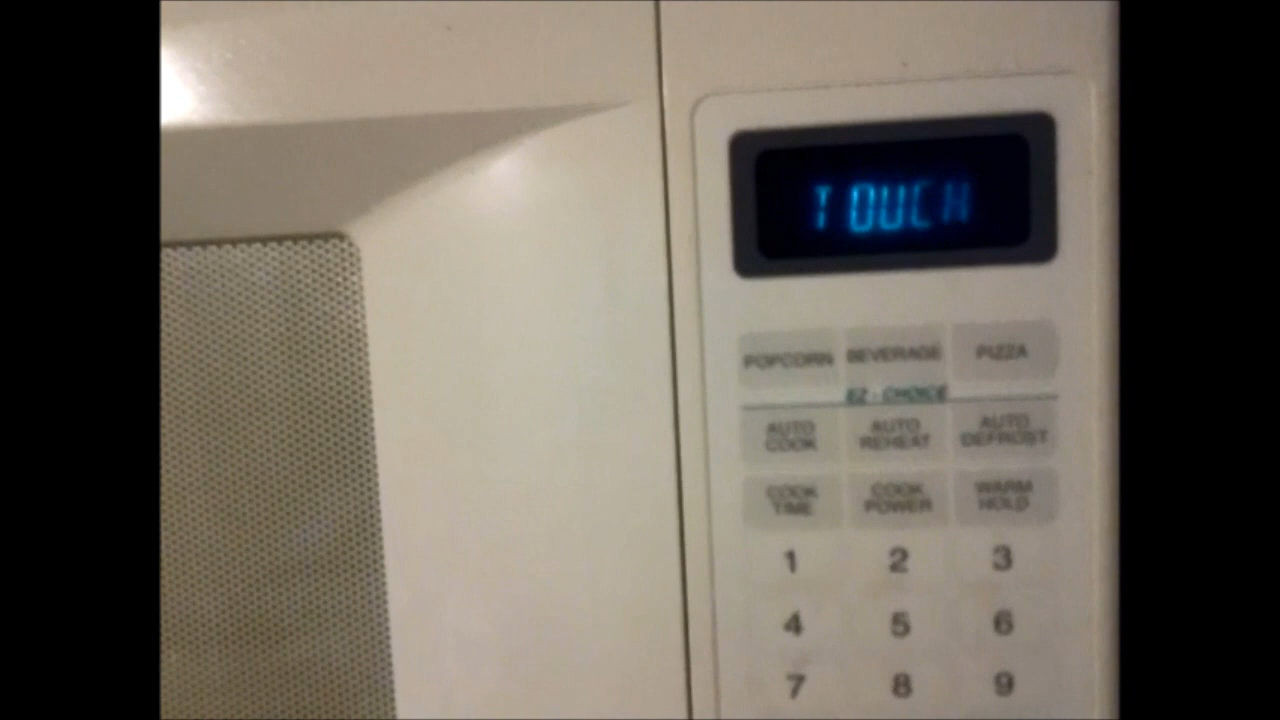 TOUCH
POPCORN BEVERAGE PIZZA
EZ - CHOICE
AUTO COOK AUTO REHEAT AUTO DEFROST
COOK TIME COOK POWER WARM HOLD
1 2 3
4 5 6
7 8 9